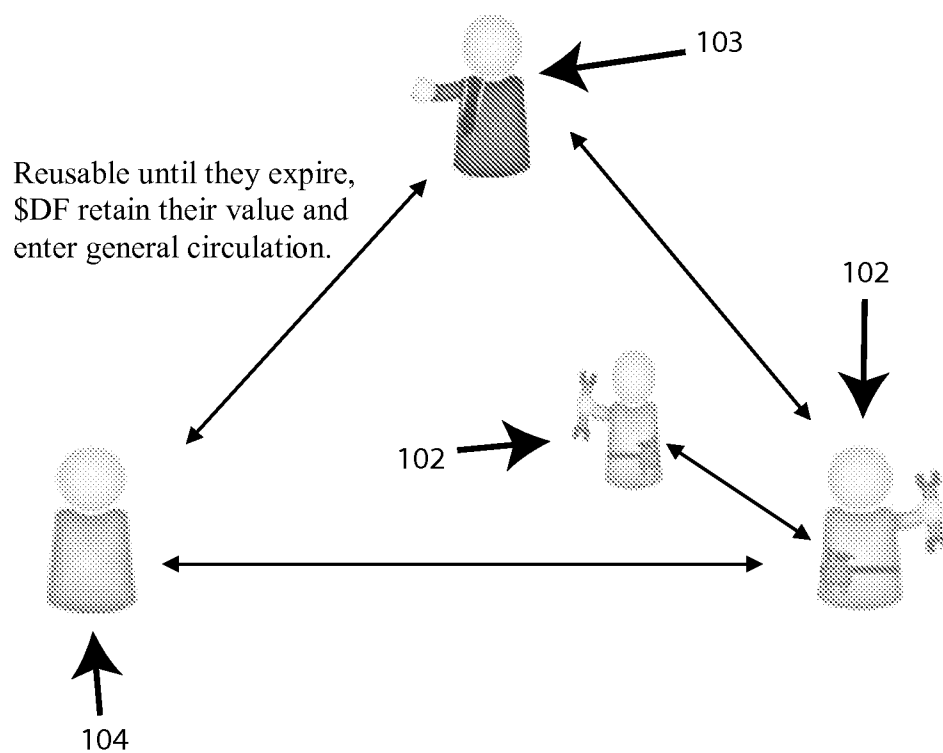 103
Reusable until they expire,
$DF retain their value and
enter general circulation.
102
102
104